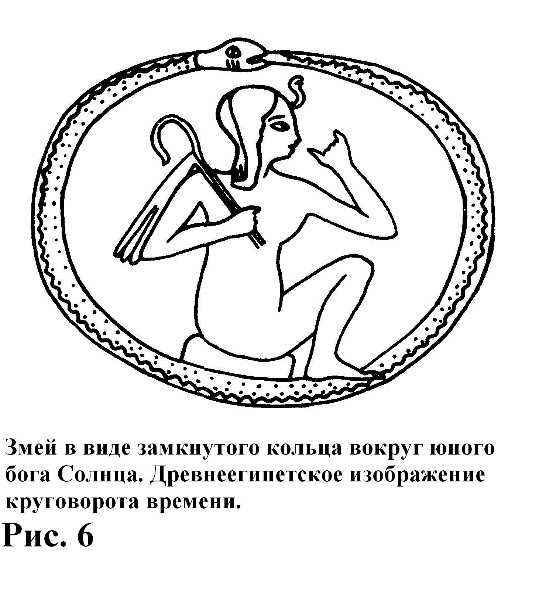 Змей в виде замкнутого кольца вокруг юного
бога Солнца. Древнеегипетское изображение
круговорота времени.
Рис. 6